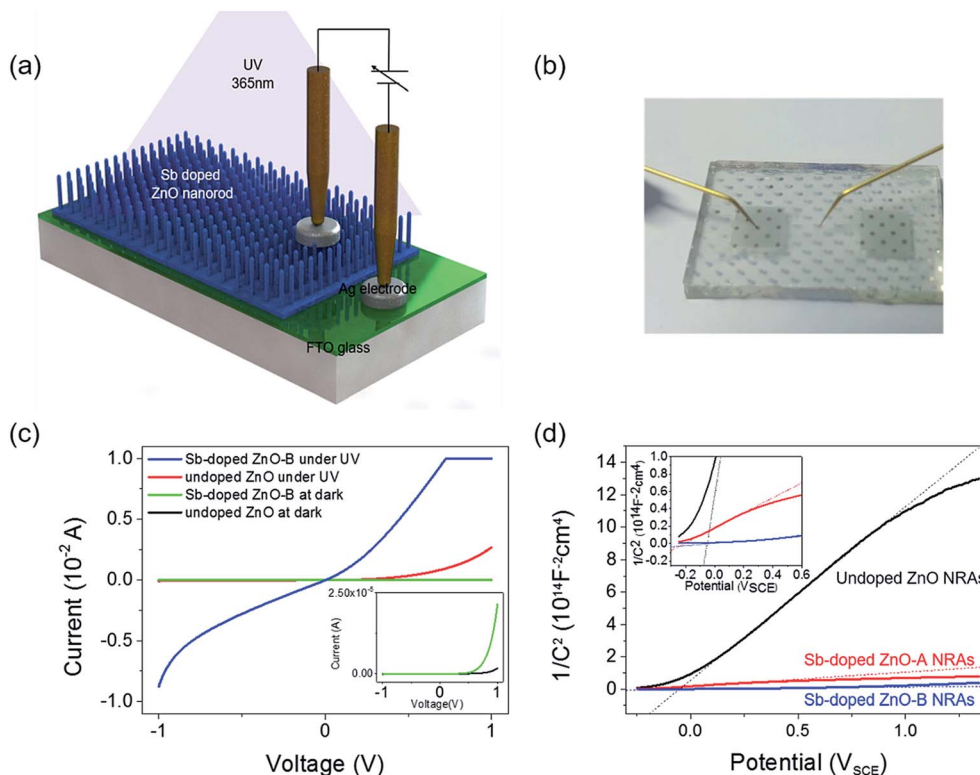 (a)
UV
365nm
Sb doped
ZnO nanorod
Ag electrode
FTO glass
(b)
(c)
Current (10⁻² A)
1.0
0.5
0.0
-0.5
-1.0
Sb-doped ZnO-B under UV
undoped ZnO under UV
Sb-doped ZnO-B at dark
undoped ZnO at dark
2.50x10⁻⁵
Current (A)
0.00
-1 0 1
Voltage(V)
-1 0 1
Voltage (V)
(d)
1/C² (10¹⁴F⁻²cm⁴)
14
12
10
8
6
4
2
0
1/C² (10¹⁴F⁻²cm⁴)
1.0
0.8
0.6
0.4
0.2
0.0
-0.2
-0.2 0.0 0.2 0.4 0.6
Potential (V_SCE)
Undoped ZnO NRAs
Sb-doped ZnO-A NRAs
Sb-doped ZnO-B NRAs
0.0 0.5 1.0
Potential (V_SCE)